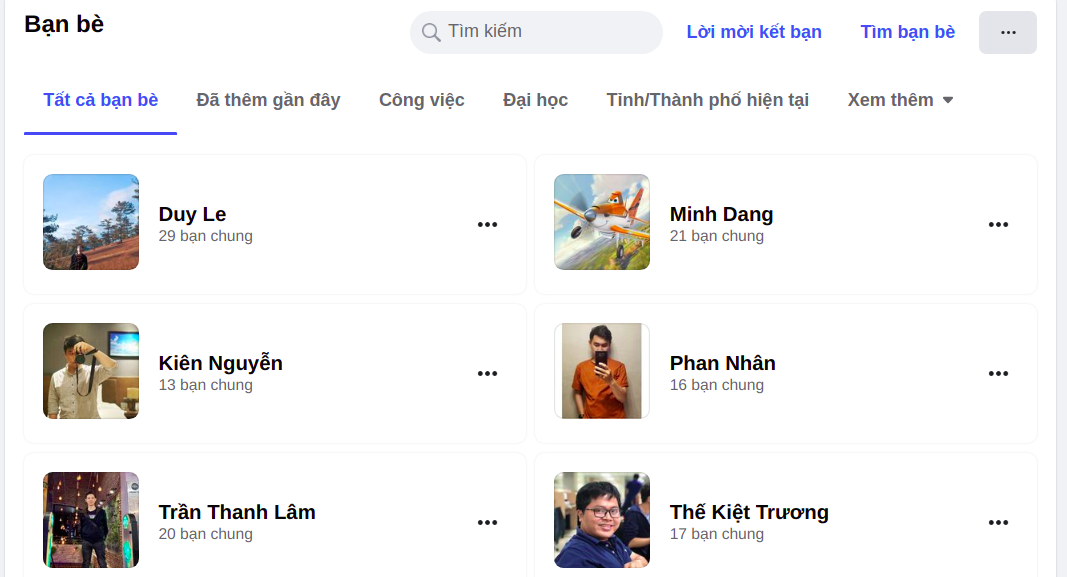 Bạn bè
Tìm kiếm
Lời mời kết bạn
Tìm bạn bè
Tất cả bạn bè
Đã thêm gần đây
Công việc
Đại học
Tỉnh/Thành phố hiện tại
Xem thêm
Duy Le
29 bạn chung
Minh Dang
21 bạn chung
Kiên Nguyễn
13 bạn chung
Phan Nhân
16 bạn chung
Trần Thanh Lâm
20 bạn chung
Thế Kiệt Trương
17 bạn chung